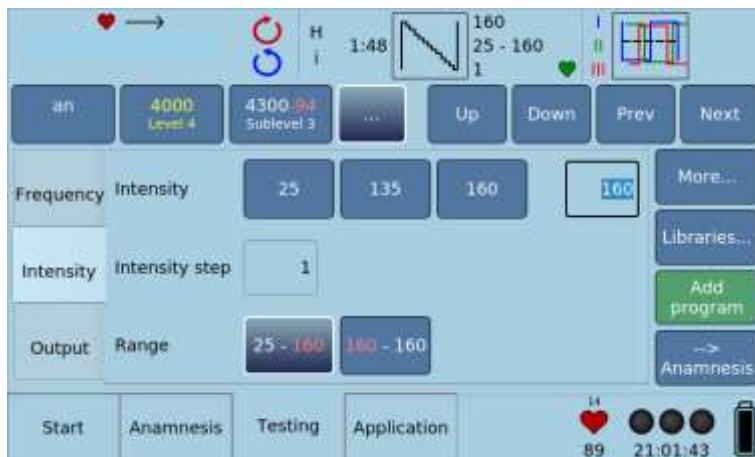 160
H
1:48
25 - 160
i
1
I
II
III
an
4000
Level 4
4300-94
Sublevel 3
...
Up
Down
Prev
Next
Frequency
Intensity
25
135
160
160
More...
Libraries...
Intensity
Intensity step
1
Add
program
Output
Range
25 - 160
160 - 160
-->
Anamnesis
Start
Anamnesis
Testing
Application
14
89
21:01:43